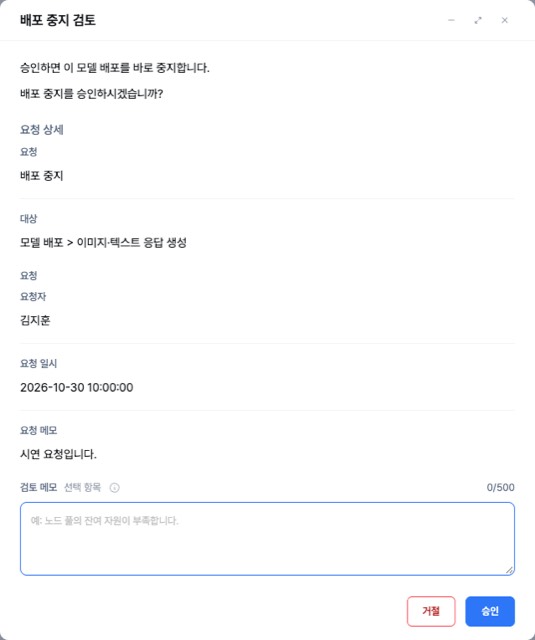 배포 중지 검토
승인하면 이 모델 배포를 바로 중지합니다.
배포 중지를 승인하시겠습니까?
요청 상세
요청
배포 중지
대상
모델 배포 > 이미지·텍스트 응답 생성
요청
요청자
김지훈
요청 일시
2026-10-30 10:00:00
요청 메모
시연 요청입니다.
검토 메모 선택 항목 0/500
예: 노드 풀의 잔여 자원이 부족합니다.
거절 승인